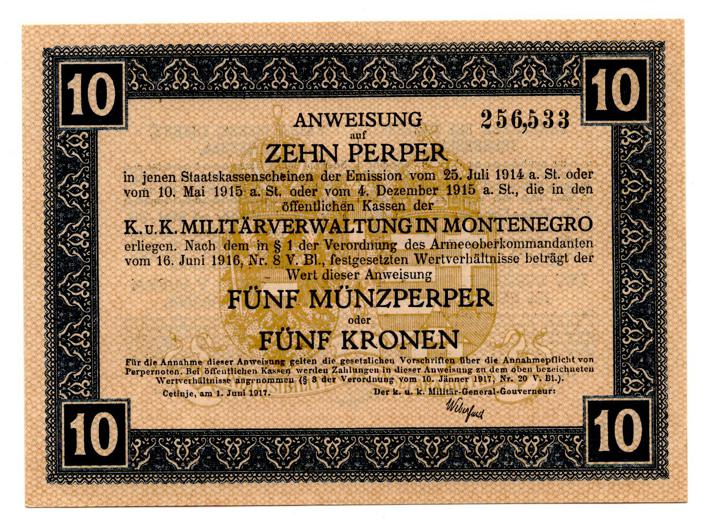 10 10
ANWEISUNG 256,533
auf
ZEHN PERPER
in jenen Staatskassenscheinen der Emission vom 25. Juli 1914 a. St. oder
vom 10. Mai 1915 a. St. oder vom 4. Dezember 1915 a. St., die in den
öffentlichen Kassen der
K.u.K. MILITÄRVERWALTUNG IN MONTENEGRO
erliegen. Nach dem in § 1 der Verordnung des Armeeoberkommandanten
vom 16. Juni 1916, Nr. 8 V. Bl., festgesetzten Wertverhältnisse beträgt der
Wert dieser Anweisung
FÜNF MÜNZPERPER
oder
FÜNF KRONEN
Für die Annahme dieser Anweisung gelten die gesetzlichen Vorschriften über die Annahmepflicht von
Perpernoten. Bei öffentlichen Kassen werden Zahlungen in dieser Anweisung zu dem oben bezeichneten
Wertverhältnisse angenommen (§ 3 der Verordnung vom 10. Jänner 1917, Nr. 20 V. Bl.).
Cetinje, am 1. Juni 1917. Der k. u. k. Militär-General-Gouverneur:
10 10